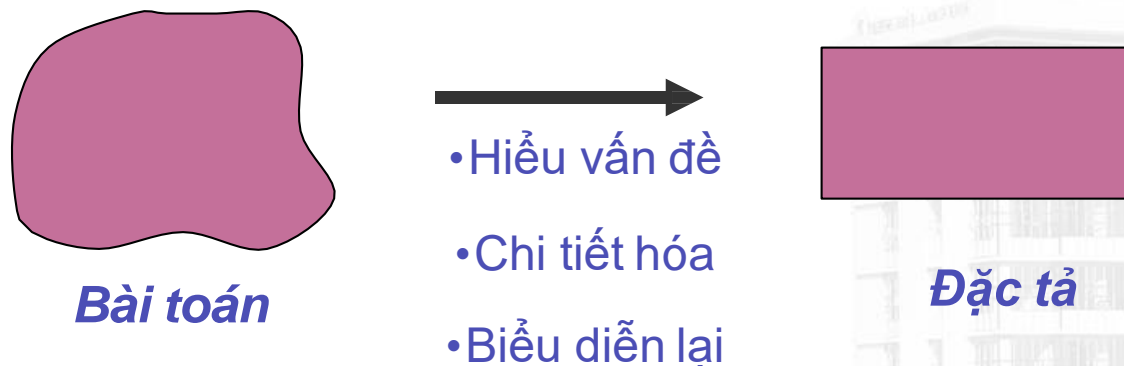 •Hiểu vấn đề
•Chi tiết hóa
•Biểu diễn lại
Bài toán
Đặc tả